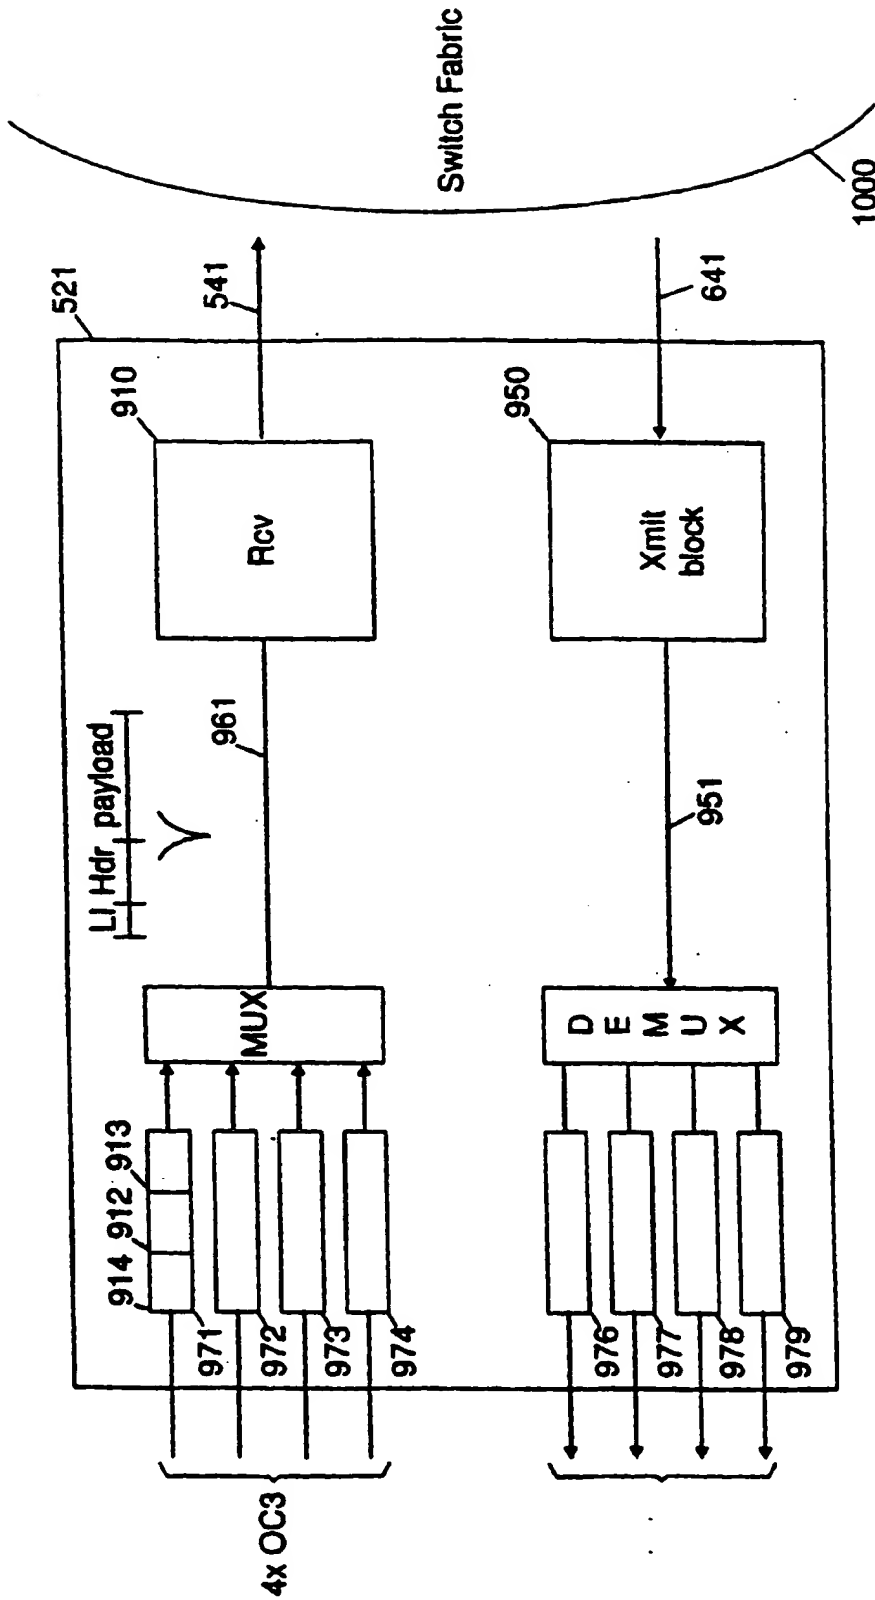 521
910
Rcv
541
Switch Fabric
1000
LI Hdr payload
961
MUX
914 912 913
971
972
973
974
4x OC3
950
Xmit
block
641
951
D
E
M
U
X
976
977
978
979